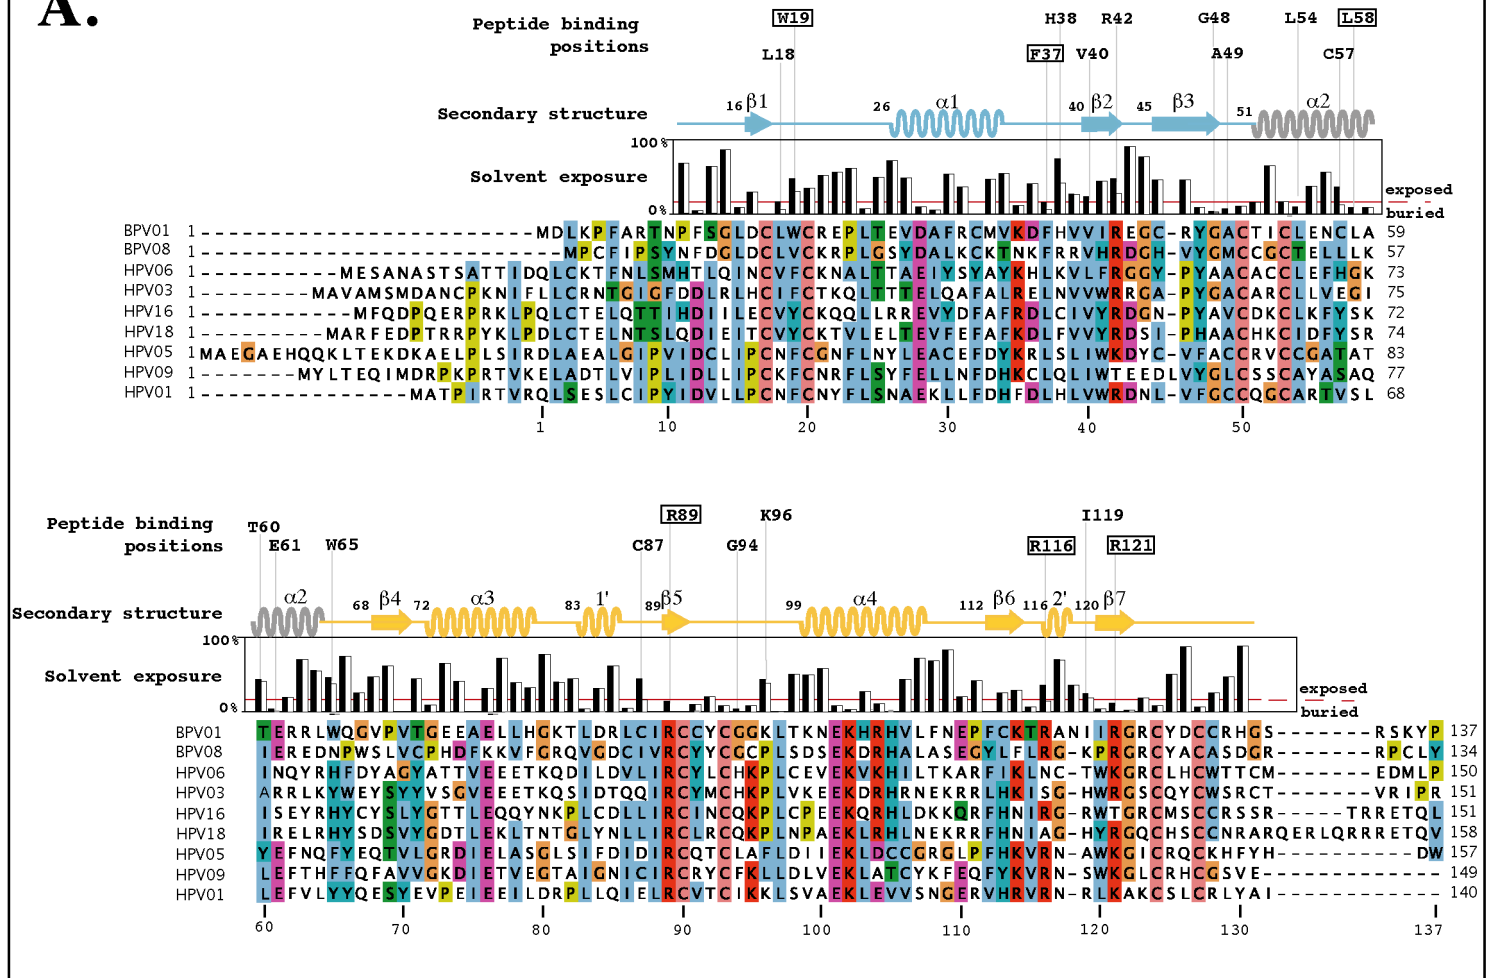 A.
Peptide binding positions
W19 H38 R42 G48 L54 L58
L18 F37 V40 A49 C57
Secondary structure 16 β1 26 α1 40 β2 45 β3 51 α2
100%
Solvent exposure
exposed
0%
buried
BPV01 1 ------------------------MDLKPFARTNPFSGLDCLWCREPLTEVDAFRCMVKDFHVVIREGC-RYGACTICLENCLA 59
BPV08 1 --------------------------MPCFIPSYNFDGLDCLVCKRPLGSYDALKCKTNKFRRVHRDGH-VYGMCCGCTELLLK 57
HPV06 1 ----------MESANASTSATTIDQLCKTFNLSMHTLQINCVFCKNALTTAEIYSYAYKHLKVLFRGGY-PYAACACCLEFHGK 73
HPV03 1 --------MAVAMSMDANCPKNIFLLCRNTGIGFDDLRLHCIFCTKQLTTTELQAFALRELNVVWRRGA-PYGACARCLLVEGI 75
HPV16 1 -----------MFQDPQERPRKLPQLCTELQTTIHDIILECVYCKQQLLRREVYDFAFRDLCIVYRDGN-PYAVCDKCLKFYSK 72
HPV18 1 ---------MARFEDPTRRPYKLPDLCTELNTSLQDIEITCVYCKTVLELTEVFEFAFKDLFVVYRDSI-PHAACHKCIDFYSR 74
HPV05 1 MAEGAEHQQKLTEKDKAELPLSIRDLAEALGIPVIDCLIPCNFCGNFLNYLEACEFDYKRLSLIWKDYC-VFACCRVCCGATAT 83
HPV09 1 -------MYLTEQIMDRPKPRTVKELADTLVIPLIDLLIPCKFCNRFLSYFELLNFDHKCLQLIWTEEDLVYGLCSSCAYASAQ 77
HPV01 1 ---------------MATPIRTVRQLSESLCIPYIDVLLPCNFCNYFLSNAEKLLFDHFDLHLVWRDNL-VFGCCQGCARTVSL 68
1 10 20 30 40 50
Peptide binding positions
T60 R89 K96 I119
E61 W65 C87 G94 R116 R121
Secondary structure α2 68 β4 72 α3 83 1' 89 β5 99 α4 112 β6 116 2' 120 β7
100%
Solvent exposure
exposed
0%
buried
BPV01 TERRLWQGVPVTGEEAELLHGKTLDRLCIRCCYCGGKLTKNEKHRHVLFNEPFCKTRANIIRGRCYDCCRHGS-------RSKYP 137
BPV08 IEREDNPWSLVCPHDFKKVFGRQVGDCIVRCYYCGCPLSDSEKDRHALASEGYLFLRG-KPRGRCYACASDGR-------RPCLY 134
HPV06 INQYRHFDYAGYATTVEEETKQDILDVLIRCYLCHKPLCEVEKVKHILTKARFIKLNC-TWKGRCLHCWTTCM-------EDMLP 150
HPV03 ARRLKYWEYSYYVSGVEEETKQSIDTQQIRCYMCHKPLVKEEKDRHRNEKRRLHKISG-HWRGSCQYCWSRCT-------VRIPR 151
HPV16 ISEYRHYCYSLYGTTLEQQYNKPLCDLLIRCINCQKPLCPEEKQRHLDKKQRFHNIRG-RWTGRCMSCCRSSR-----TRRETQL 151
HPV18 IRELRHYSDSVYGDTLEKLTNTGLYNLLIRCLRCQKPLNPAEKLRHLNEKRRFHNIAG-HYRGQCHSCCNRARQERLQRRRETQV 158
HPV05 YEFNQFYEQTVLGRDIELASGLSIFDIDIRCQTCLAFLDIIEKLDCCGRGLPFHKVRN-AWKGICRQCKHFYH----------DW 157
HPV09 LEFTHFFQFAVVGKDIETVEGTAIGNICIRCRYCFKLLDLVEKLATCYKFEQFYKVRN-SWKGLCRHCGSVE------------- 149
HPV01 LEFVLYYQESYEVPEIEEILDRPLLQIELRCVTCIKKLSVAEKLEVVSNGERVHRVRN-RLKAKCSLCRLYAI------------ 140
60 70 80 90 100 110 120 130 137